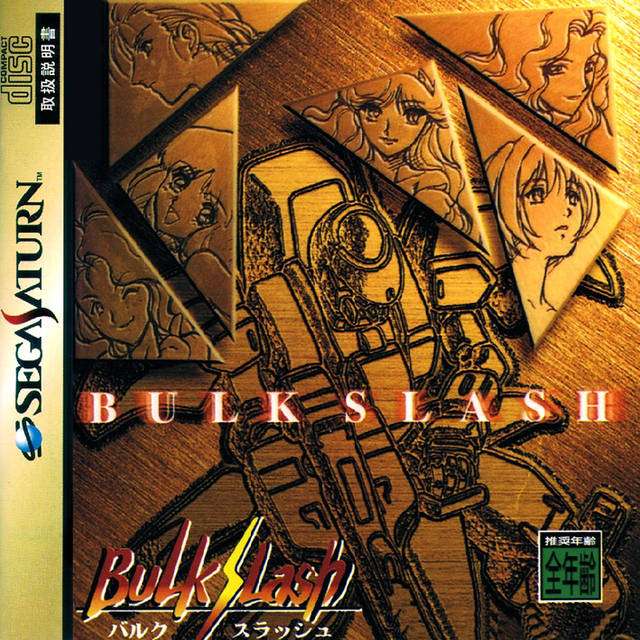 COMPACT
disc
取扱説明書
SEGA SATURN™
BULK SLASH
Bulk Slash
バルク スラッシュ
推奨年齢
全年齢